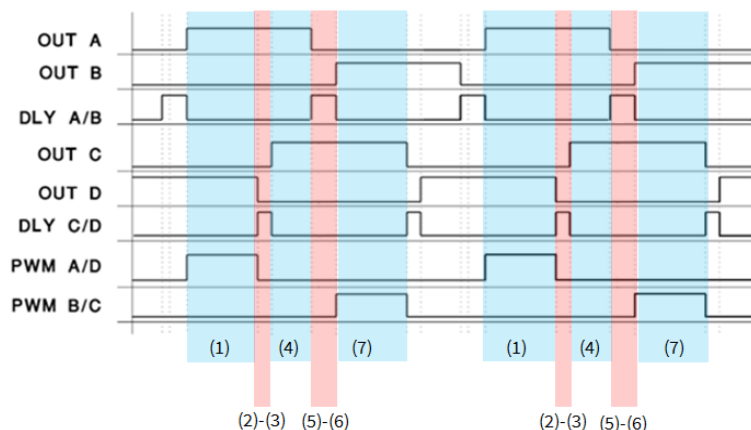 OUT A
OUT B
DLY A/B
OUT C
OUT D
DLY C/D
PWM A/D
PWM B/C
(1) (4) (7) (1) (4) (7)
(2)-(3) (5)-(6) (2)-(3) (5)-(6)